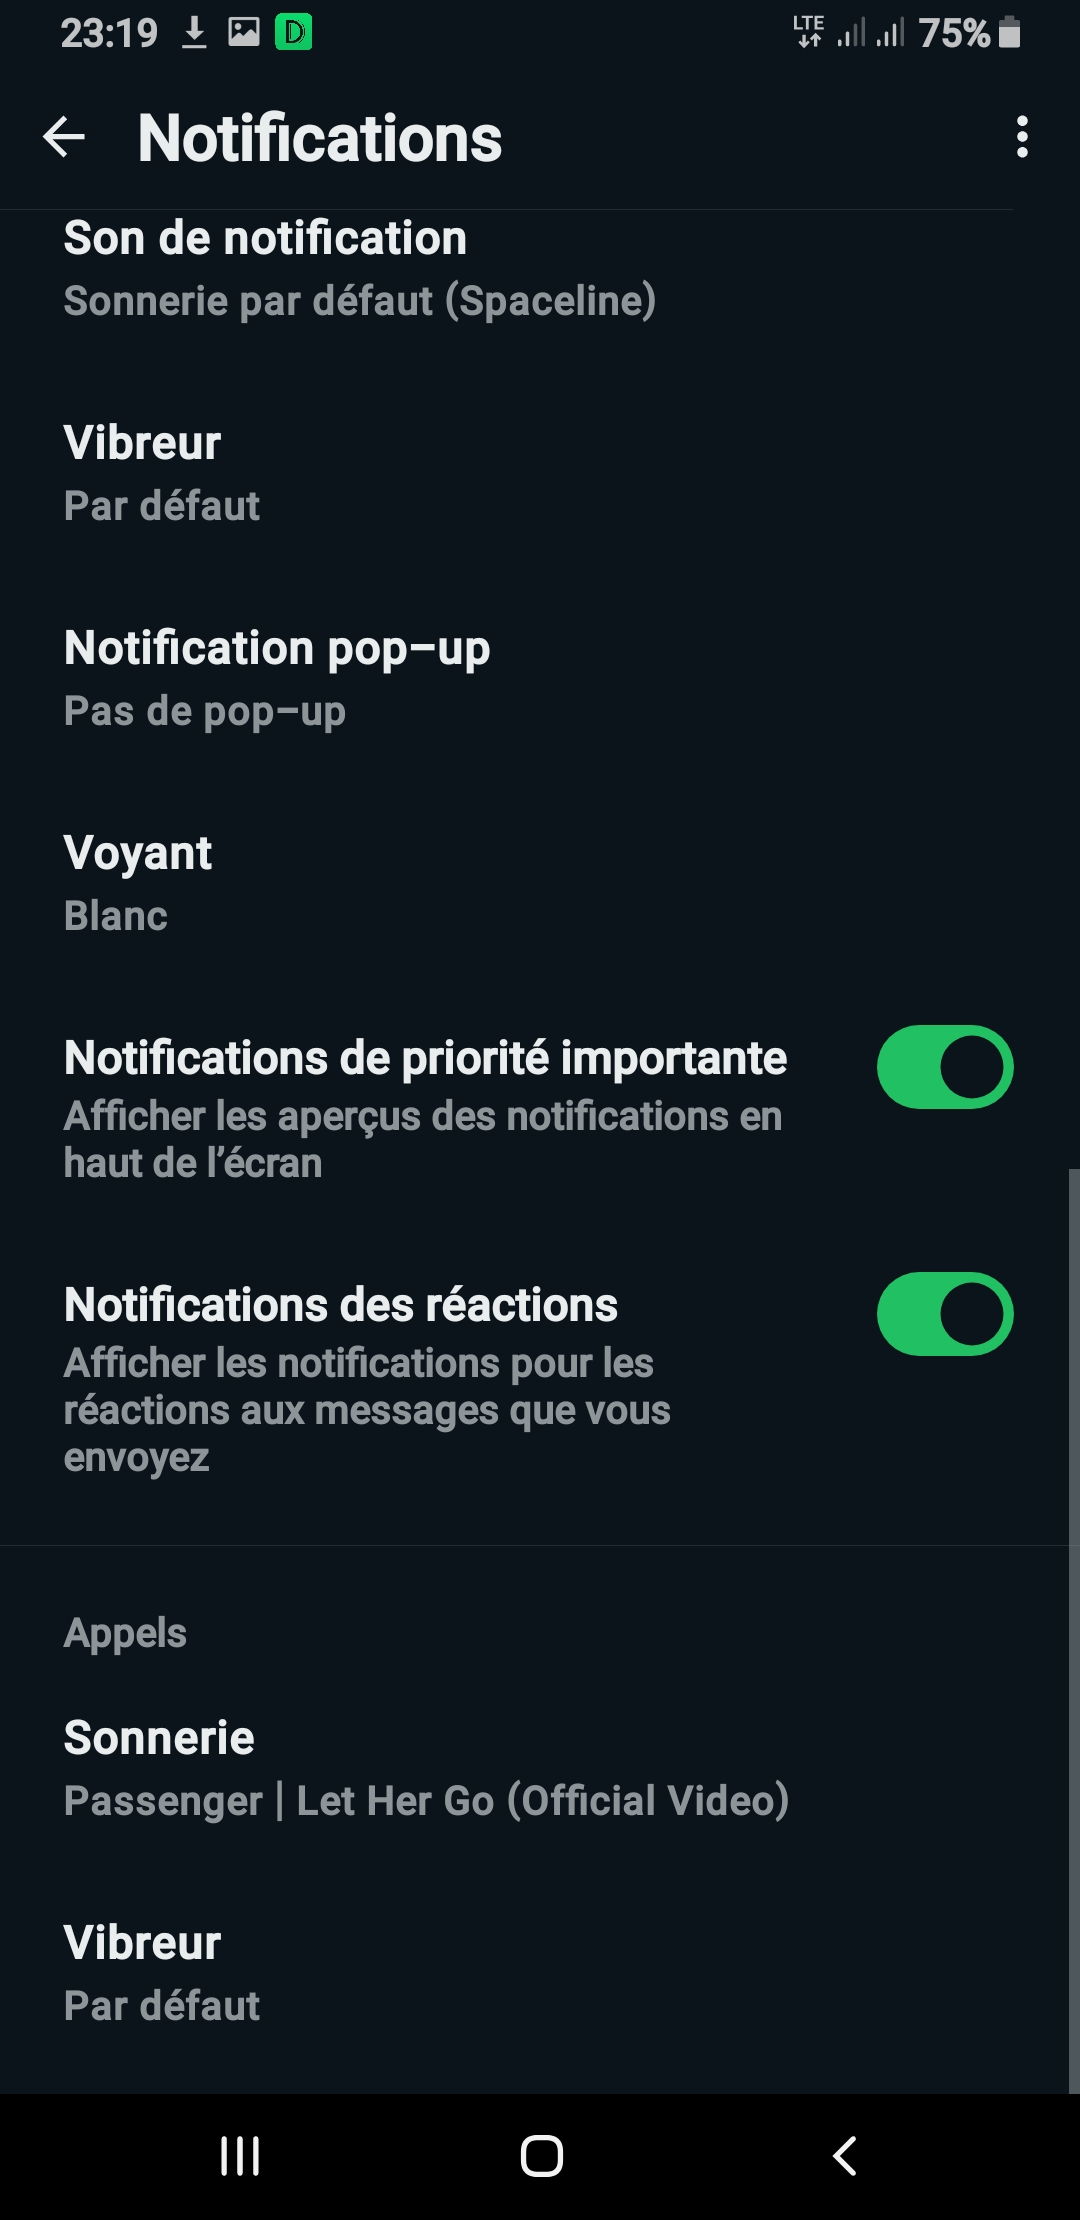 23:19 D LTE 75%
Notifications
Son de notification
Sonnerie par défaut (Spaceline)
Vibreur
Par défaut
Notification pop-up
Pas de pop-up
Voyant
Blanc
Notifications de priorité importante
Afficher les aperçus des notifications en
haut de l’écran
Notifications des réactions
Afficher les notifications pour les
réactions aux messages que vous
envoyez
Appels
Sonnerie
Passenger | Let Her Go (Official Video)
Vibreur
Par défaut